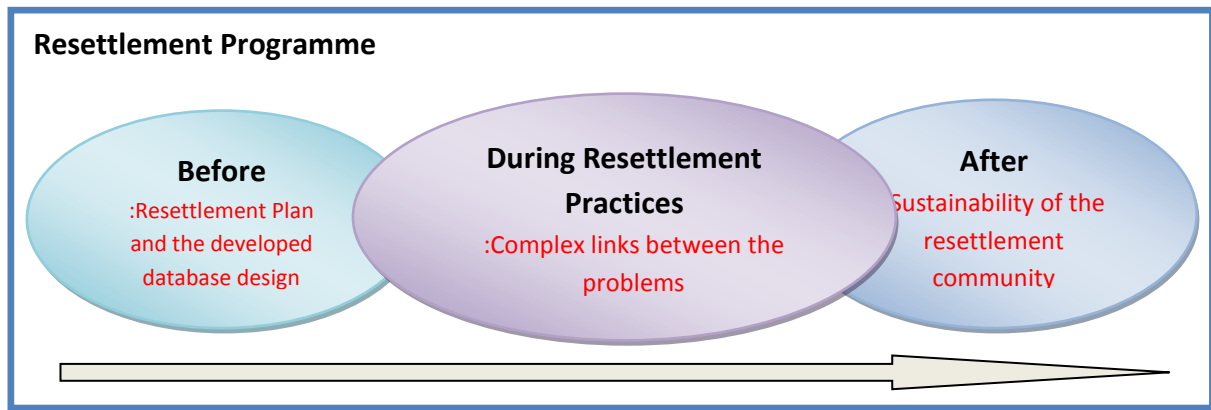 Resettlement Programme
Before
:Resettlement Plan
and the developed
database design
During Resettlement
Practices
:Complex links between the
problems
After
Sustainability of the
resettlement
community